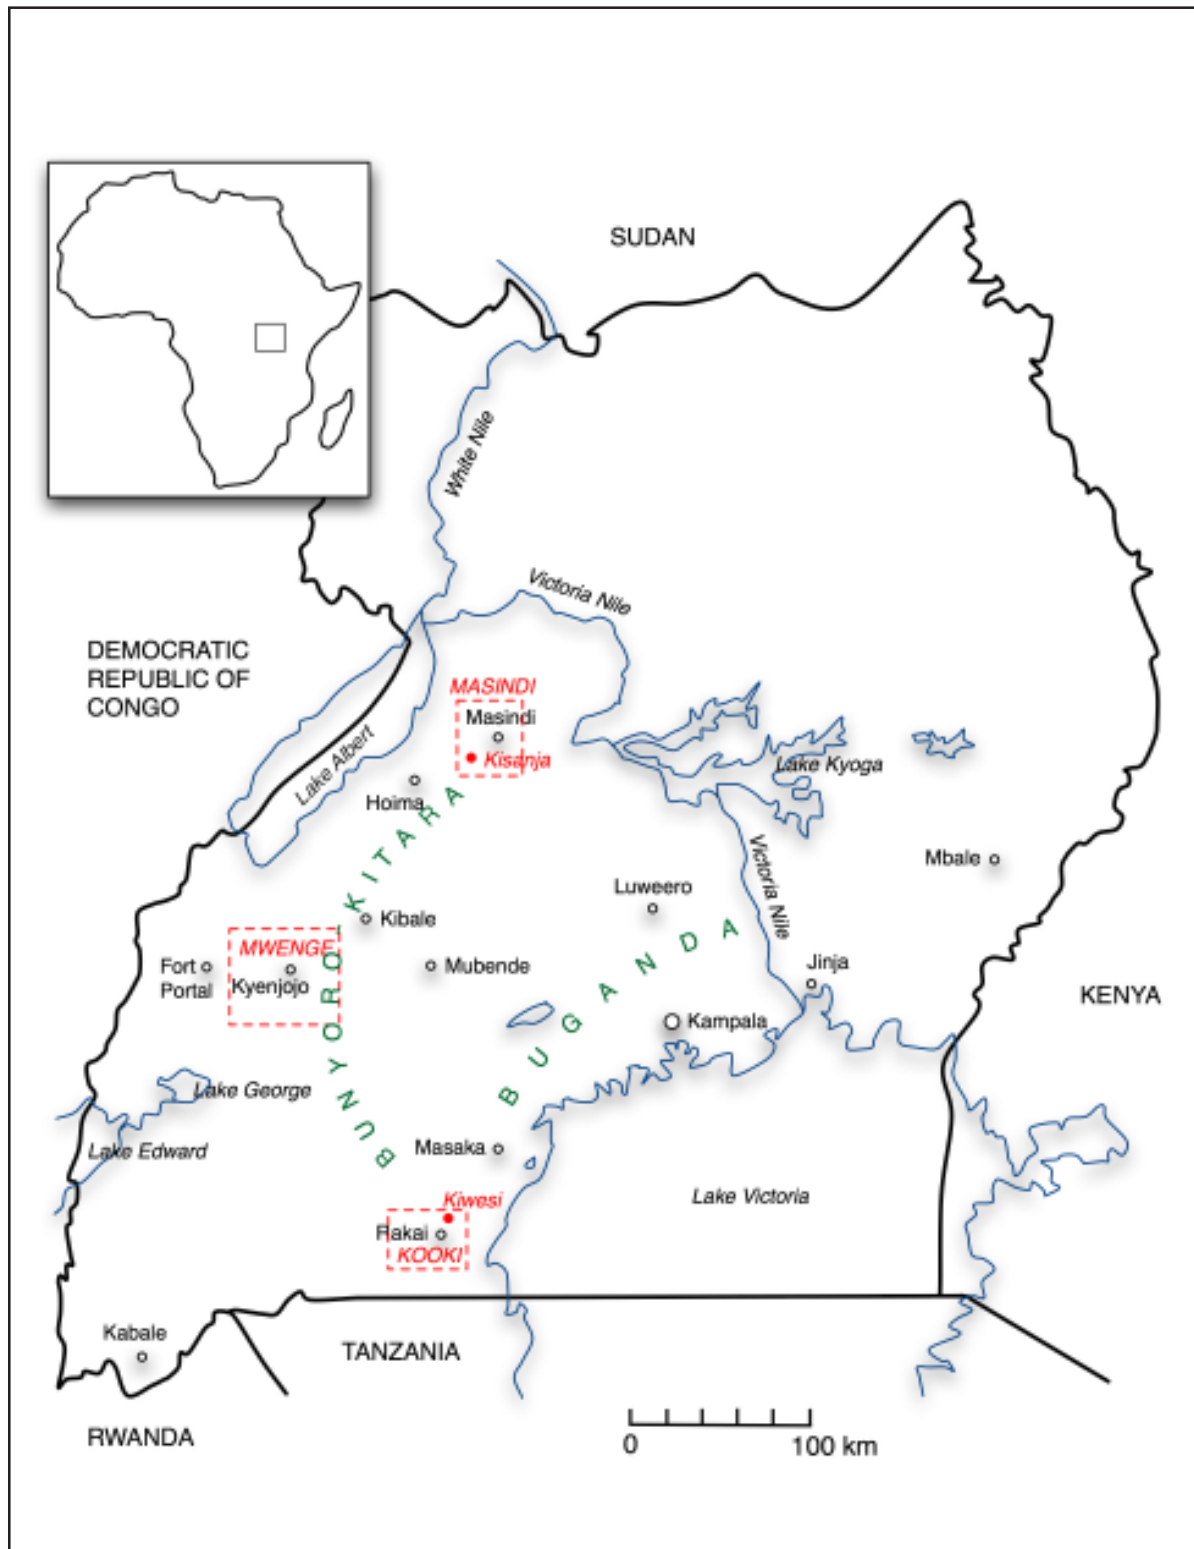 SUDAN
White Nile
Victoria Nile
DEMOCRATIC
REPUBLIC OF
CONGO
MASINDI
Masindi
Kisanja
Lake Albert
Hoima
Lake Kyoga
BUNYORO - KITARA
Mbale
Victoria Nile
Luweero
Kibale
BUGANDA
MWENGE
Fort
Portal
Kyenjojo
Mubende
Jinja
KENYA
Kampala
Lake George
Lake Edward
Masaka
Lake Victoria
Kiwesi
Rakai
KOOKI
Kabale
TANZANIA
RWANDA
0 100 km